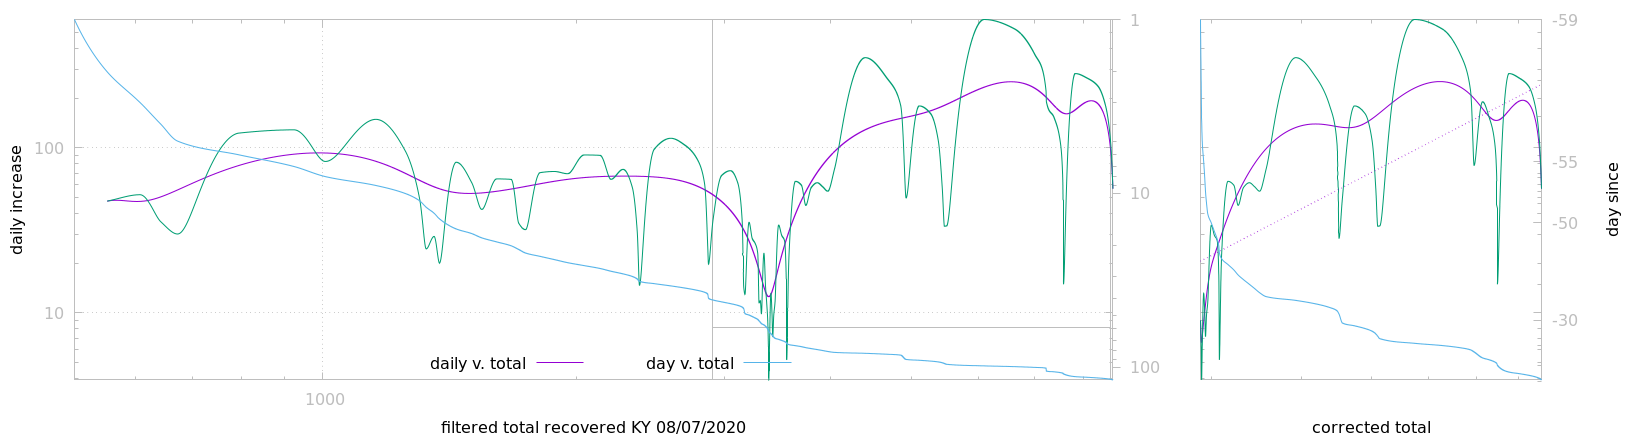 daily increase
100
10
1000
filtered total recovered KY 08/07/2020
daily v. total
day v. total
1
10
100
-59
-55
-50
-30
day since
corrected total